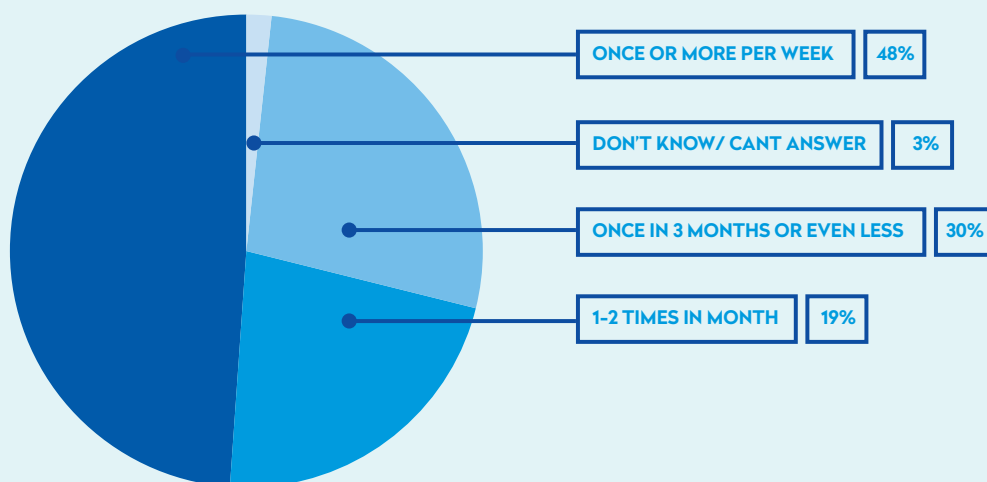 ONCE OR MORE PER WEEK 48%
DON'T KNOW/ CANT ANSWER 3%
ONCE IN 3 MONTHS OR EVEN LESS 30%
1-2 TIMES IN MONTH 19%